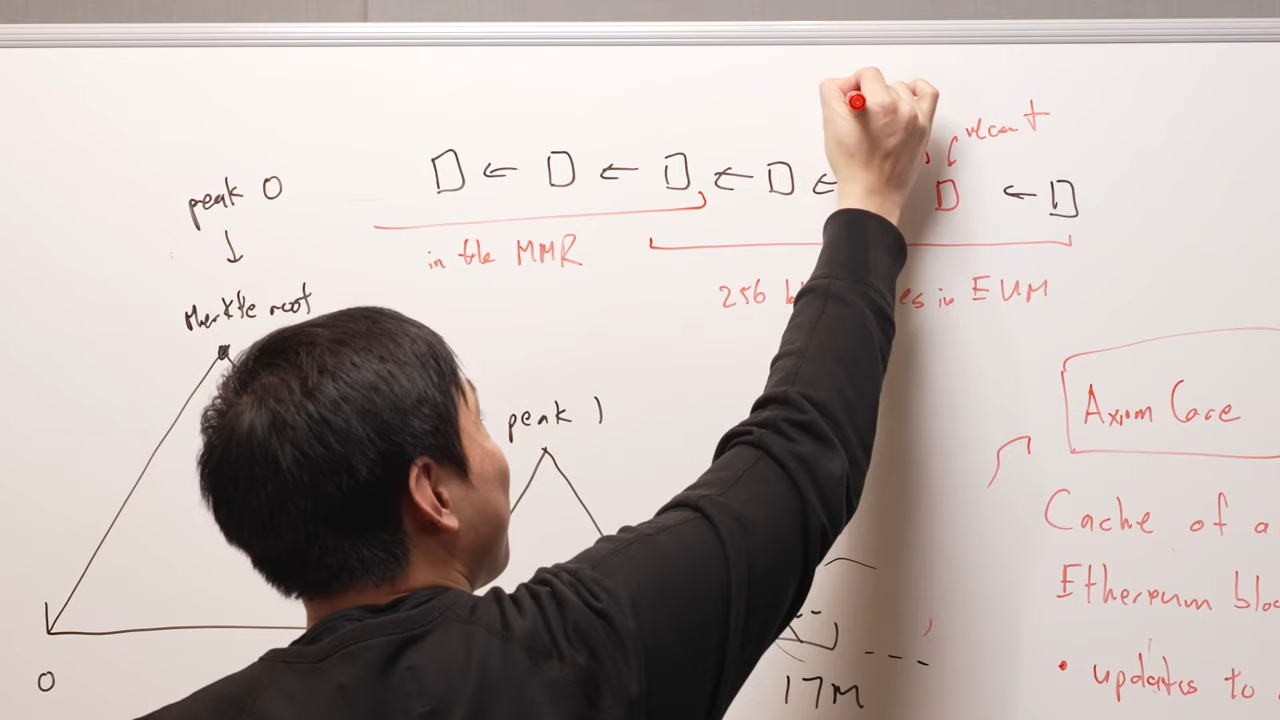 recent
peak 0
in the MMR
256 bl es in EVM
Merkle root
Axiom Core
peak 1
Cache of a
Ethereum bloc
updates to
0
17M